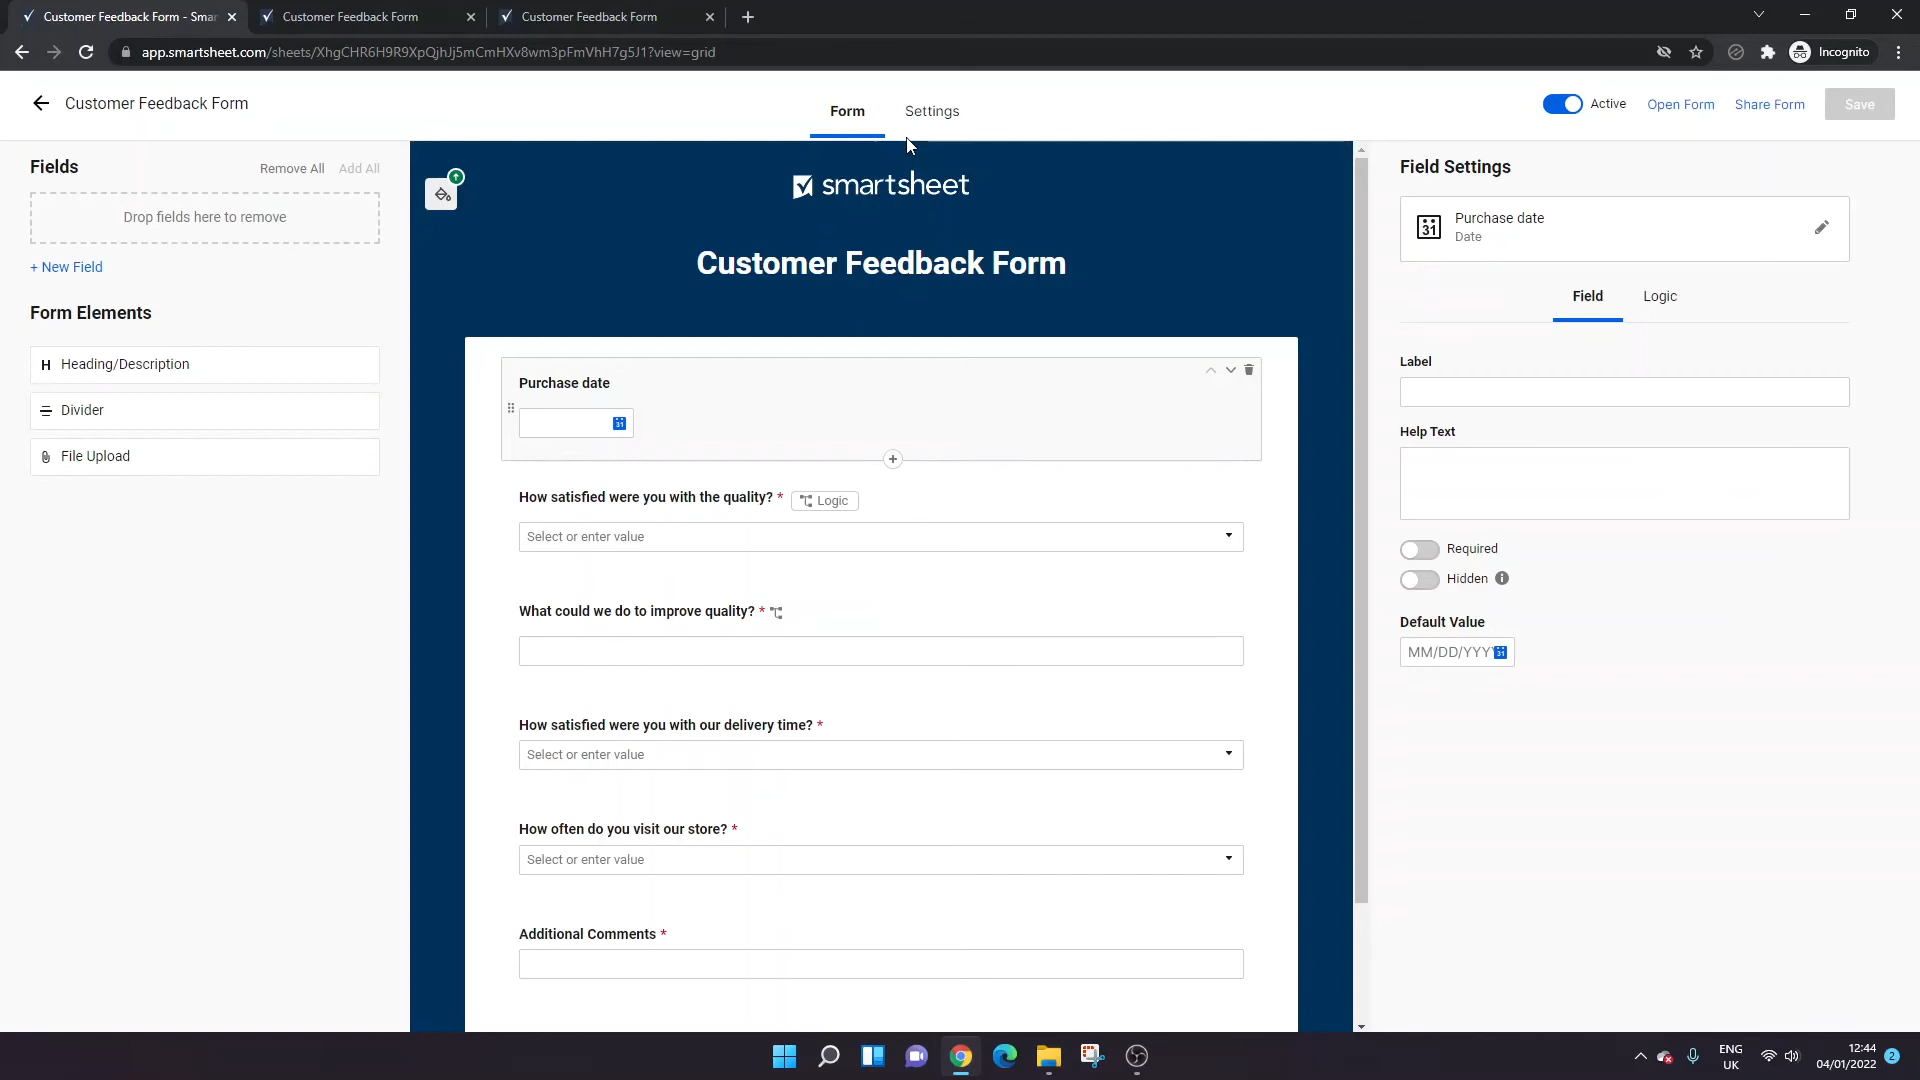 Customer Feedback Form - Smar
Customer Feedback Form
Customer Feedback Form
app.smartsheet.com/sheets/XhgCHR6H9R9XpQjhJj5mCmHXv8wm3pFmVhH7g5J1?view=grid
Incognito
Customer Feedback Form
Form
Settings
Active
Open Form
Share Form
Save
Fields
Remove All
Add All
Drop fields here to remove
+ New Field
Form Elements
H Heading/Description
Divider
File Upload
smartsheet
Customer Feedback Form
Purchase date
31
How satisfied were you with the quality? *
Logic
Select or enter value
What could we do to improve quality? *
How satisfied were you with our delivery time? *
Select or enter value
How often do you visit our store? *
Select or enter value
Additional Comments *
Field Settings
31
Purchase date
Date
Field
Logic
Label
Help Text
Required
Hidden
Default Value
MM/DD/YYYY
31
ENG
UK
12:44
04/01/2022
2